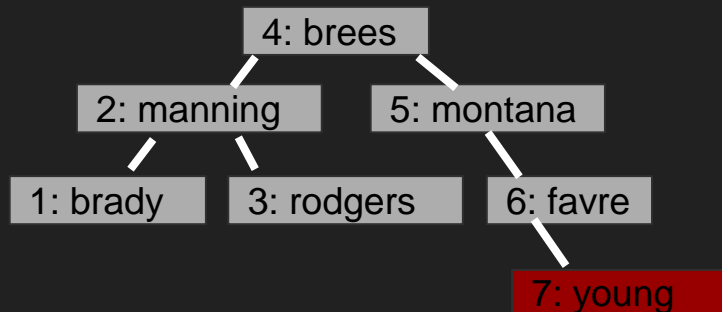 4: brees
2: manning
5: montana
1: brady
3: rodgers
6: favre
7: young